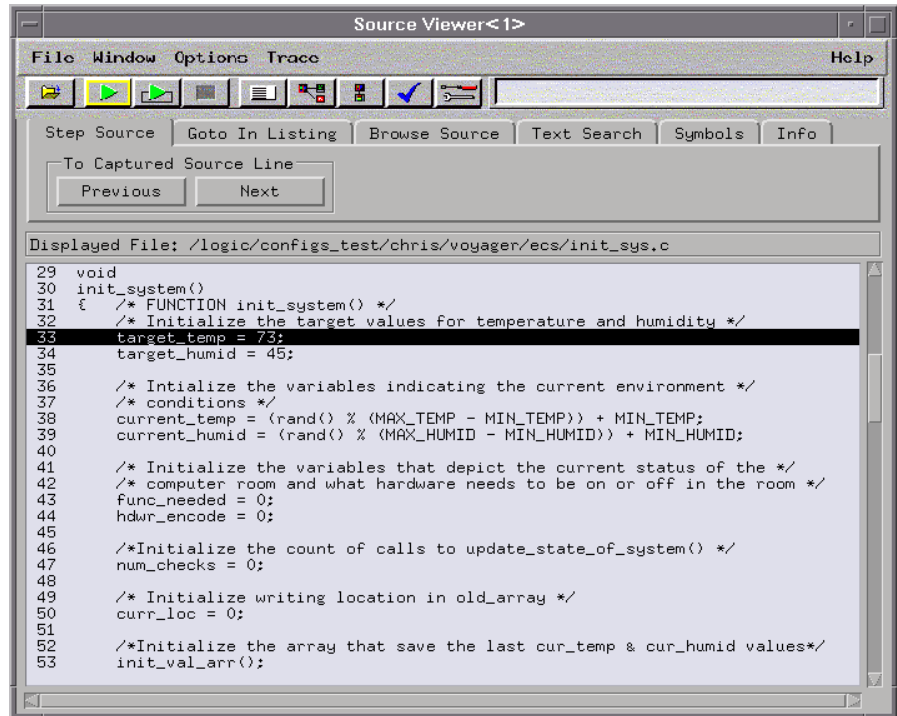 Source Viewer<1>
File Window Options Trace Help
Step Source Goto In Listing Browse Source Text Search Symbols Info
To Captured Source Line
Previous Next
Displayed File: /logic/configs_test/chris/voyager/ecs/init_sys.c
29 void
30 init_system()
31 { /* FUNCTION init_system() */
32 /* Initialize the target values for temperature and humidity */
33 target_temp = 73;
34 target_humid = 45;
35
36 /* Intialize the variables indicating the current environment */
37 /* conditions */
38 current_temp = (rand() % (MAX_TEMP - MIN_TEMP)) + MIN_TEMP;
39 current_humid = (rand() % (MAX_HUMID - MIN_HUMID)) + MIN_HUMID;
40
41 /* Initialize the variables that depict the current status of the */
42 /* computer room and what hardware needs to be on or off in the room */
43 func_needed = 0;
44 hdwr_encode = 0;
45
46 /*Initialize the count of calls to update_state_of_system() */
47 num_checks = 0;
48
49 /* Initialize writing location in old_array */
50 curr_loc = 0;
51
52 /*Initialize the array that save the last cur_temp & cur_humid values*/
53 init_val_arr();